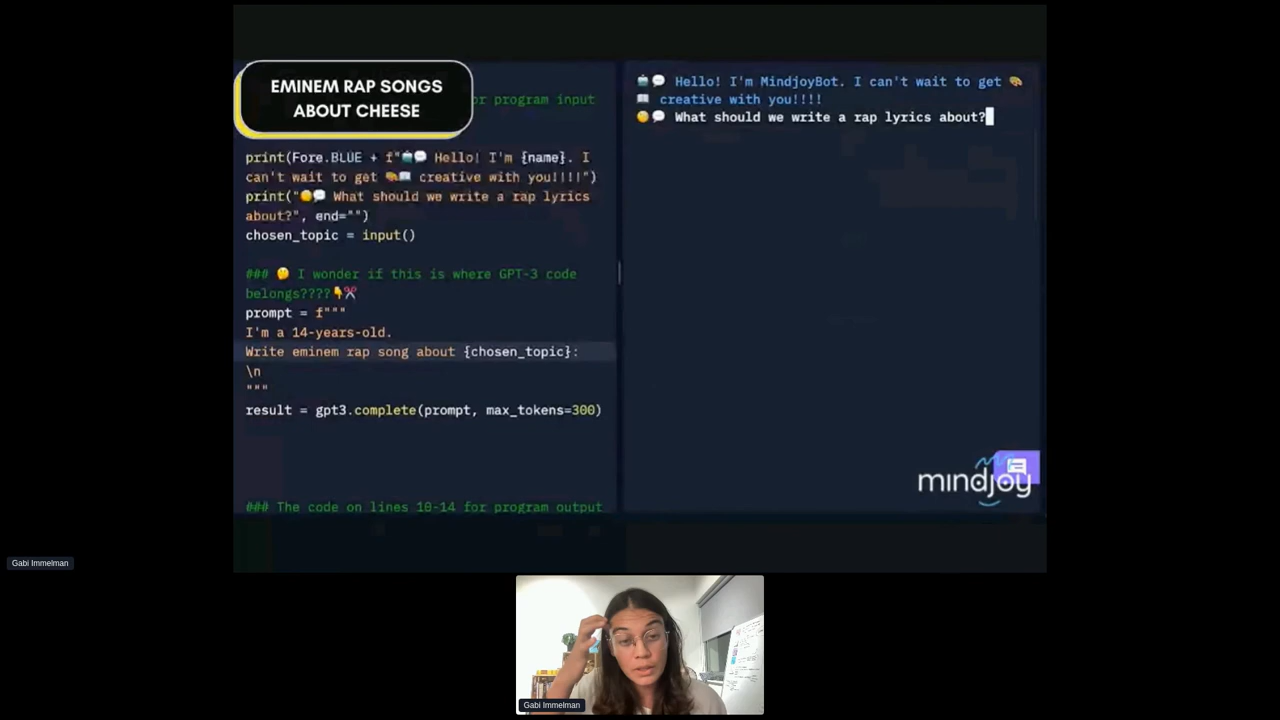 EMINEM RAP SONGS
ABOUT CHEESE
or program input
print(Fore.BLUE + f"🤖💬 Hello! I'm {name}. I
can't wait to get 🎨📖 creative with you!!!!")
print("🟡💬 What should we write a rap lyrics
about?", end="")
chosen_topic = input()
### 🤔 I wonder if this is where GPT-3 code
belongs????👇✂️
prompt = f"""
I'm a 14-years-old.
Write eminem rap song about {chosen_topic}:
\n
"""
result = gpt3.complete(prompt, max_tokens=300)
### The code on lines 10-14 for program output
🤖💬 Hello! I'm MindjoyBot. I can't wait to get 🎨
📖 creative with you!!!!
🟡💬 What should we write a rap lyrics about?
mindjoy
Gabi Immelman
Gabi Immelman